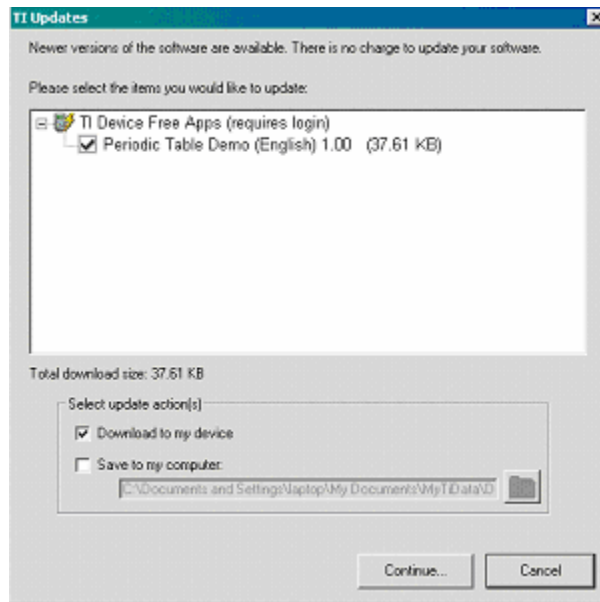 TI Updates
Newer versions of the software are available. There is no charge to update your software.
Please select the items you would like to update:
TI Device Free Apps (requires login)
Periodic Table Demo (English) 1.00 (37.61 KB)
Total download size: 37.61 KB
Select update action(s)
Download to my device
Save to my computer:
C:\Documents and Settings\laptop\My Documents\MyTiData\D
Continue...
Cancel